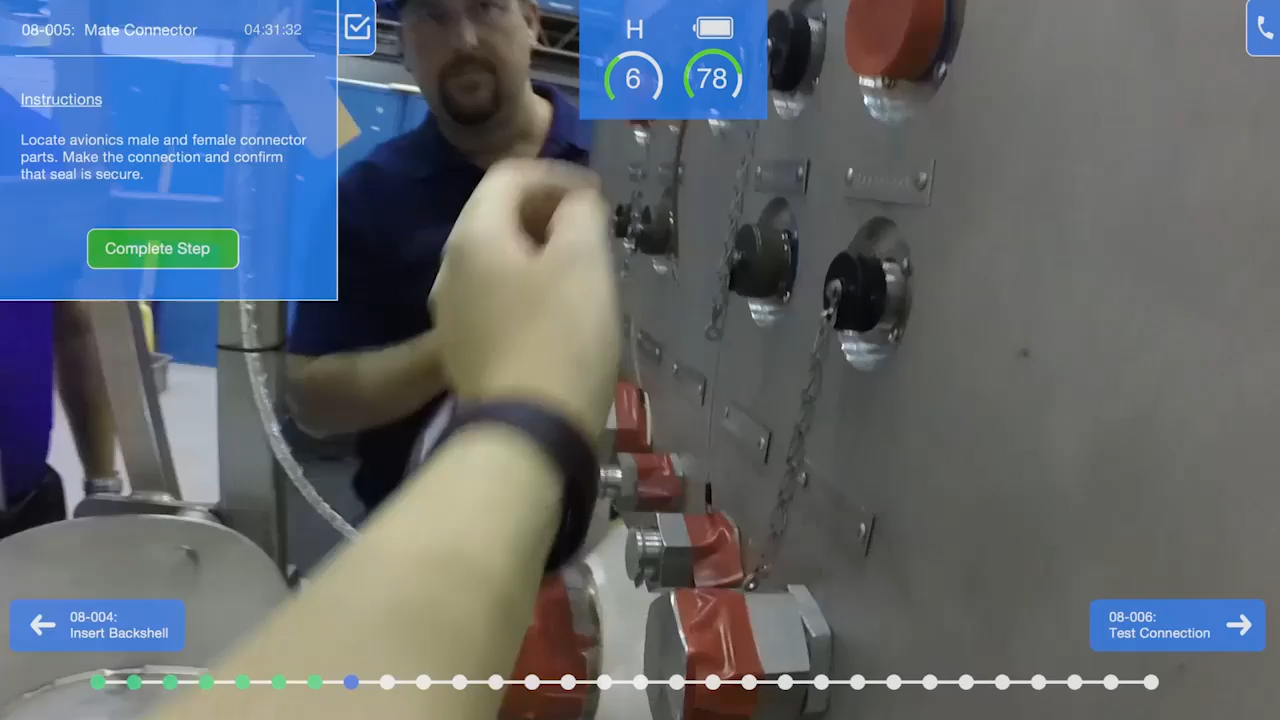 08-005: Mate Connector 04:31:32
Instructions
Locate avionics male and female connector
parts. Make the connection and confirm
that seal is secure.
Complete Step
H
6 78
08-004:
Insert Backshell
08-006:
Test Connection